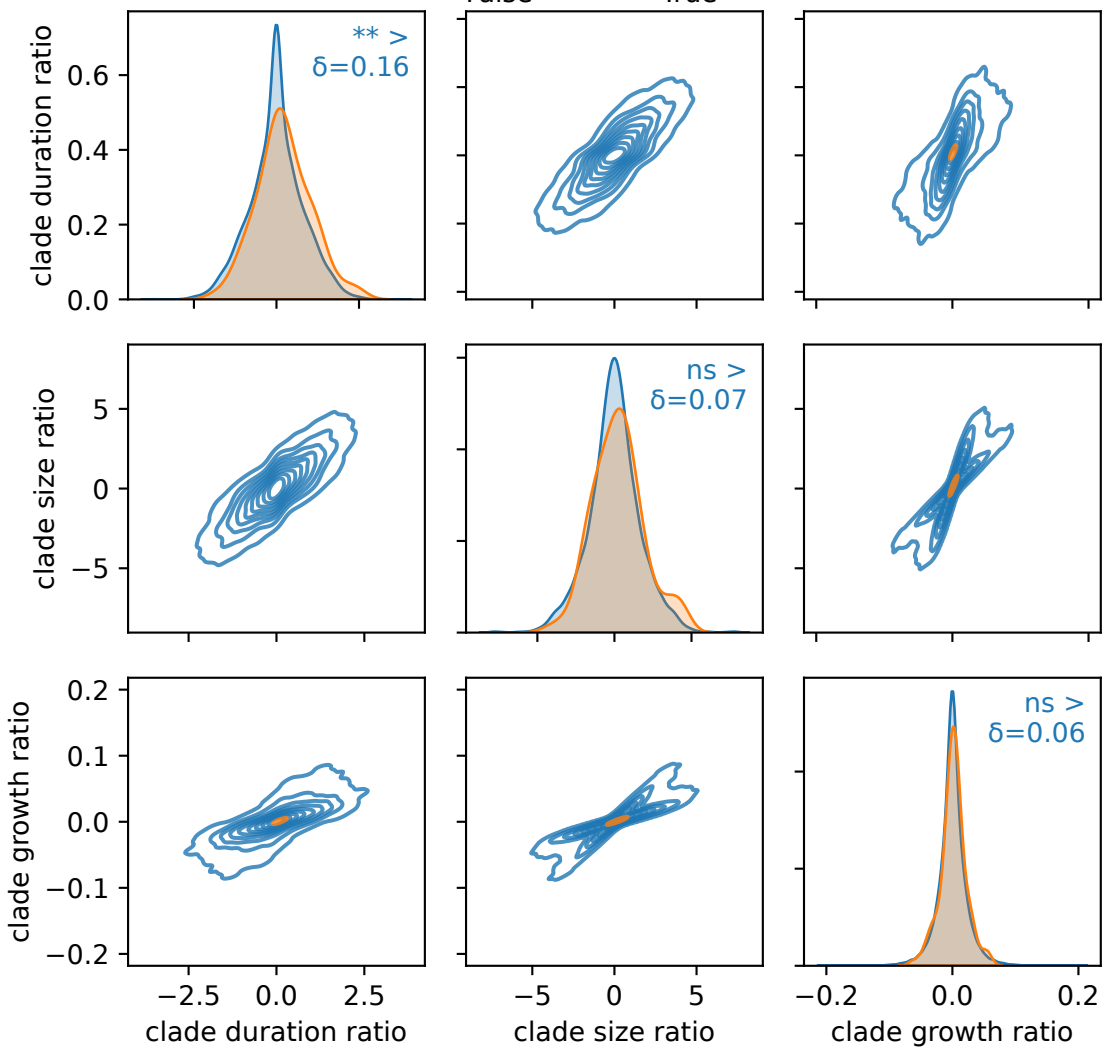 False True
clade duration ratio
0.6
0.4
0.2
0.0
** >
δ=0.16
clade size ratio
5
0
−5
ns >
δ=0.07
clade growth ratio
0.2
0.1
0.0
−0.1
−0.2
ns >
δ=0.06
−2.5 0.0 2.5
−5 0 5
−0.2 0.0 0.2
clade duration ratio
clade size ratio
clade growth ratio